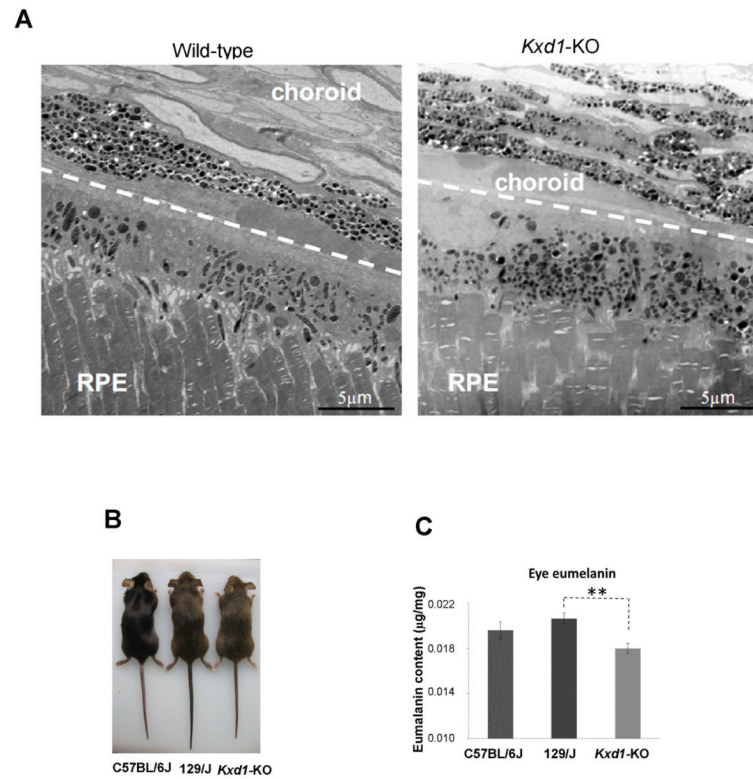 A
Wild-type
Kxd1-KO
choroid
choroid
RPE
5µm
RPE
5µm
B
C57BL/6J 129/J Kxd1-KO
C
Eye eumelanin
**
Eumalanin content (µg/mg)
0.022
0.018
0.014
0.010
C57BL/6J 129/J Kxd1-KO